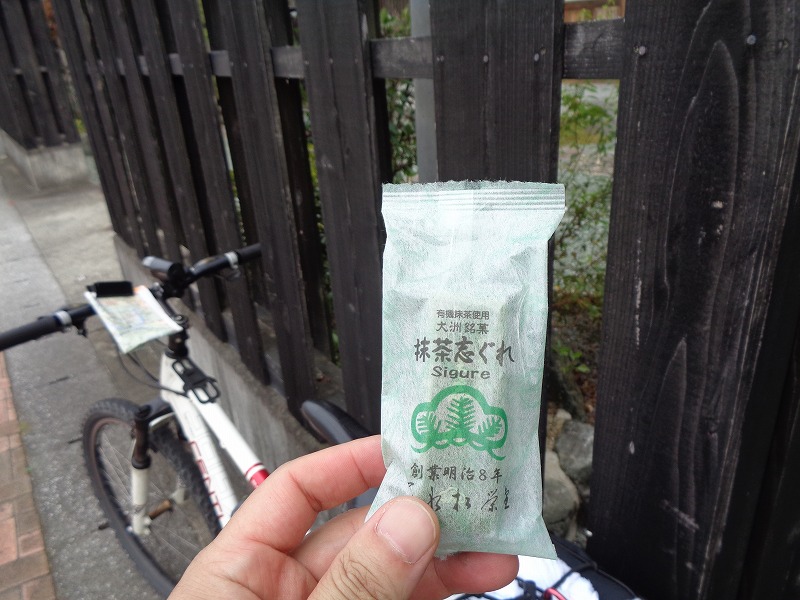 有機抹茶使用
大洲銘菓
抹茶志ぐれ
Sigure
創業明治8年